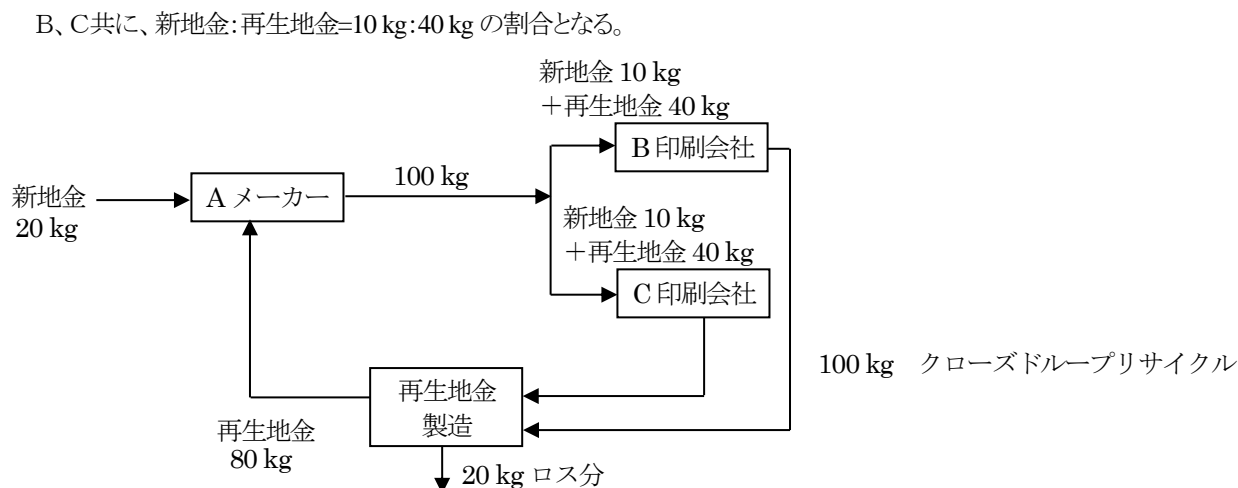 B、C共に、新地金:再生地金=10 kg:40 kg の割合となる。
新地金 10 kg
+再生地金 40 kg
B 印刷会社
新地金
20 kg
A メーカー
100 kg
新地金 10 kg
+再生地金 40 kg
C 印刷会社
100 kg クローズドループリサイクル
再生地金
製造
再生地金
80 kg
20 kg ロス分